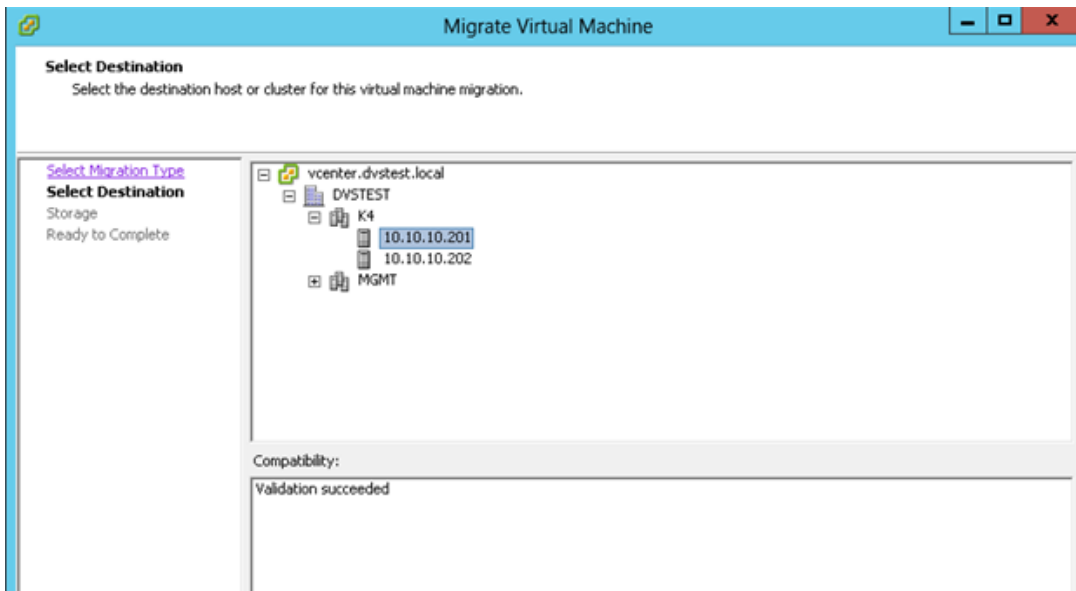 Migrate Virtual Machine
Select Destination
Select the destination host or cluster for this virtual machine migration.
Select Migration Type
Select Destination
Storage
Ready to Complete
vcenter.dvstest.local
DVSTEST
K4
10.10.10.201
10.10.10.202
MGMT
Compatibility:
Validation succeeded